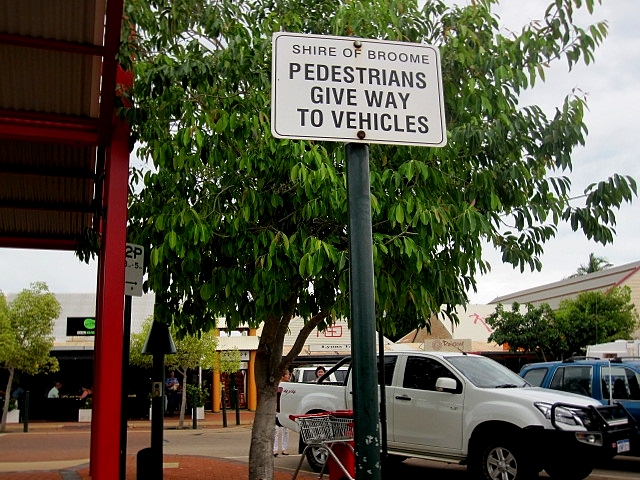 SHIRE OF BROOME
PEDESTRIANS
GIVE WAY
TO VEHICLES
2P